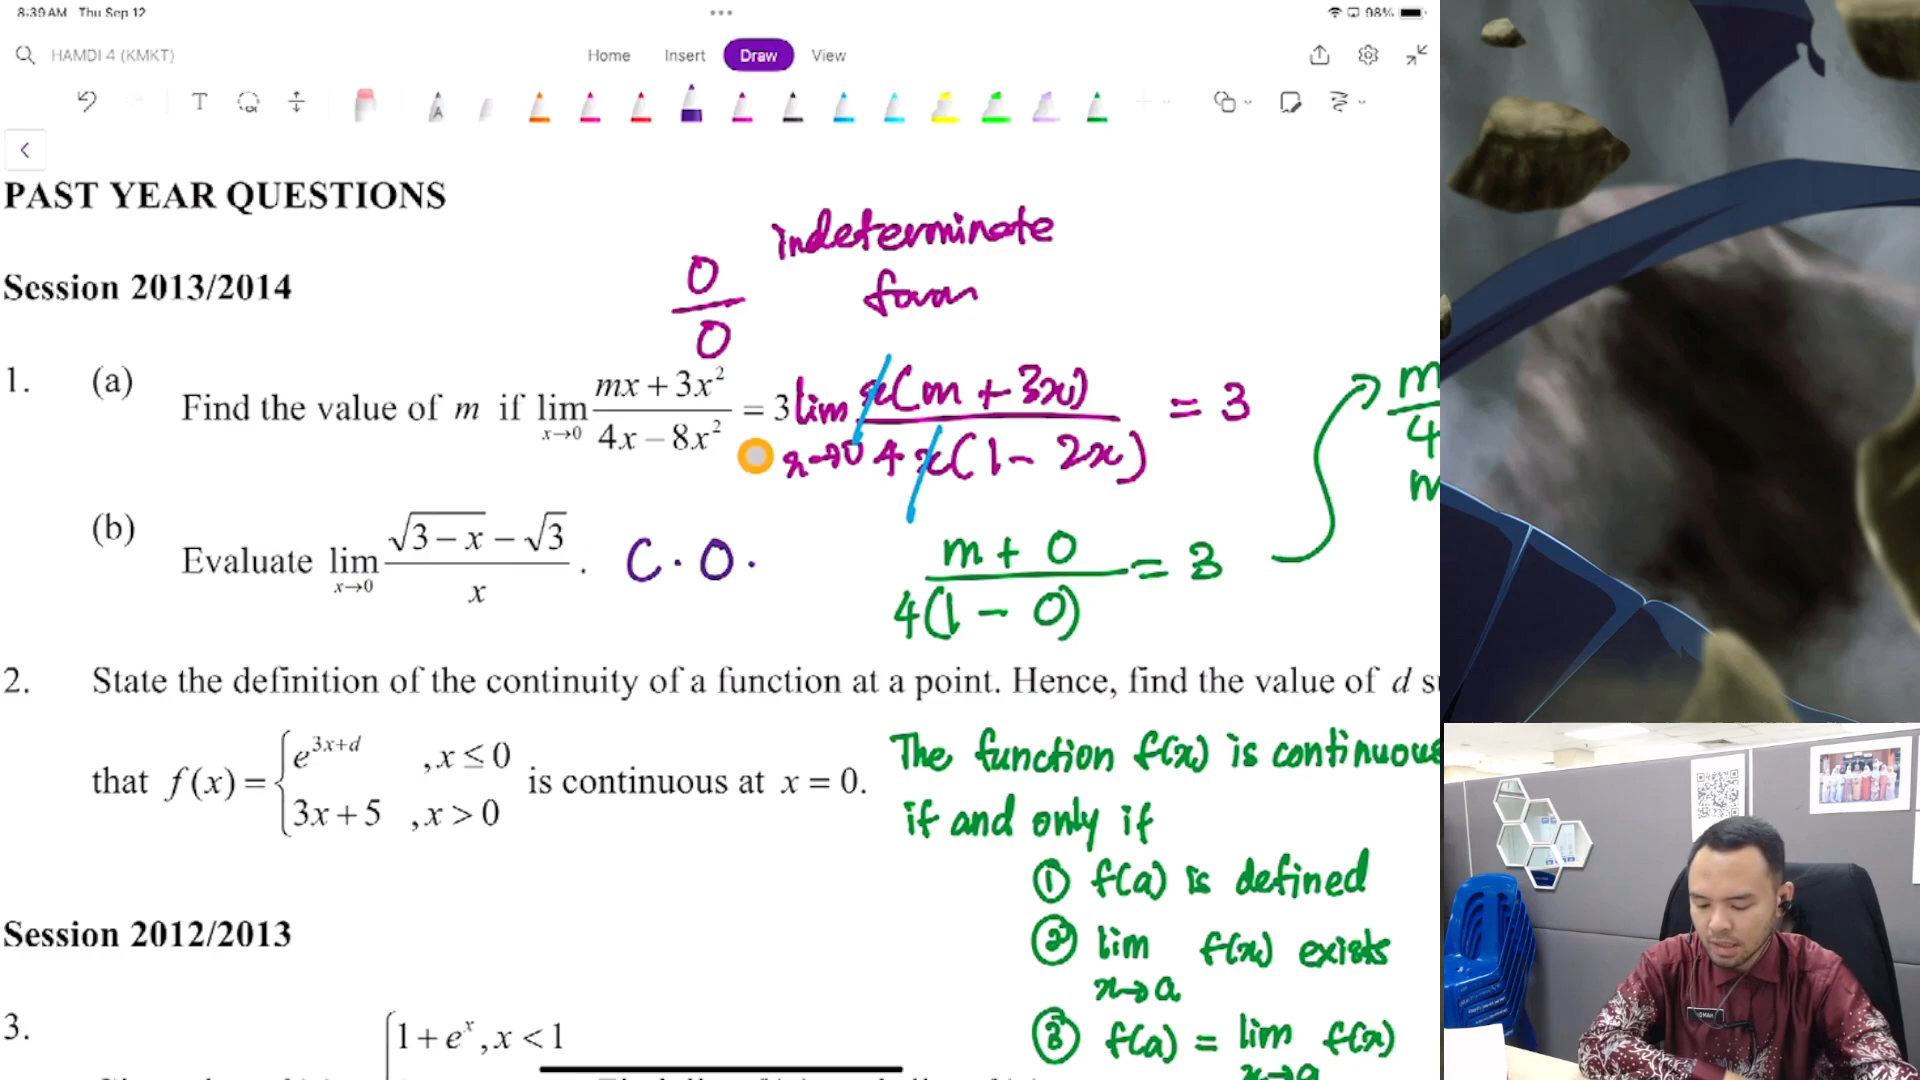 8:39 AM Thu Sep 12
98%
HAMDI 4 (KMKT)
Home Insert Draw View
PAST YEAR QUESTIONS
Session 2013/2014
indeterminate
form
0/0
1. (a) Find the value of m if lim x→0 (mx + 3x²)/(4x – 8x²) = 3
lim x→0 x(m + 3x)/4x(1 - 2x) = 3
m/4
m
(b) Evaluate lim x→0 (√(3 – x) – √3)/x .
C.O.
(m + 0)/4(1 - 0) = 3
2. State the definition of the continuity of a function at a point. Hence, find the value of d
that f(x) = { e^(3x+d) , x ≤ 0
3x + 5 , x > 0 is continuous at x = 0.
The function f(x) is continuous
if and only if
① f(a) is defined
② lim x→a f(x) exists
③ f(a) = lim x→a f(x)
Session 2012/2013
3. { 1 + e^x , x < 1